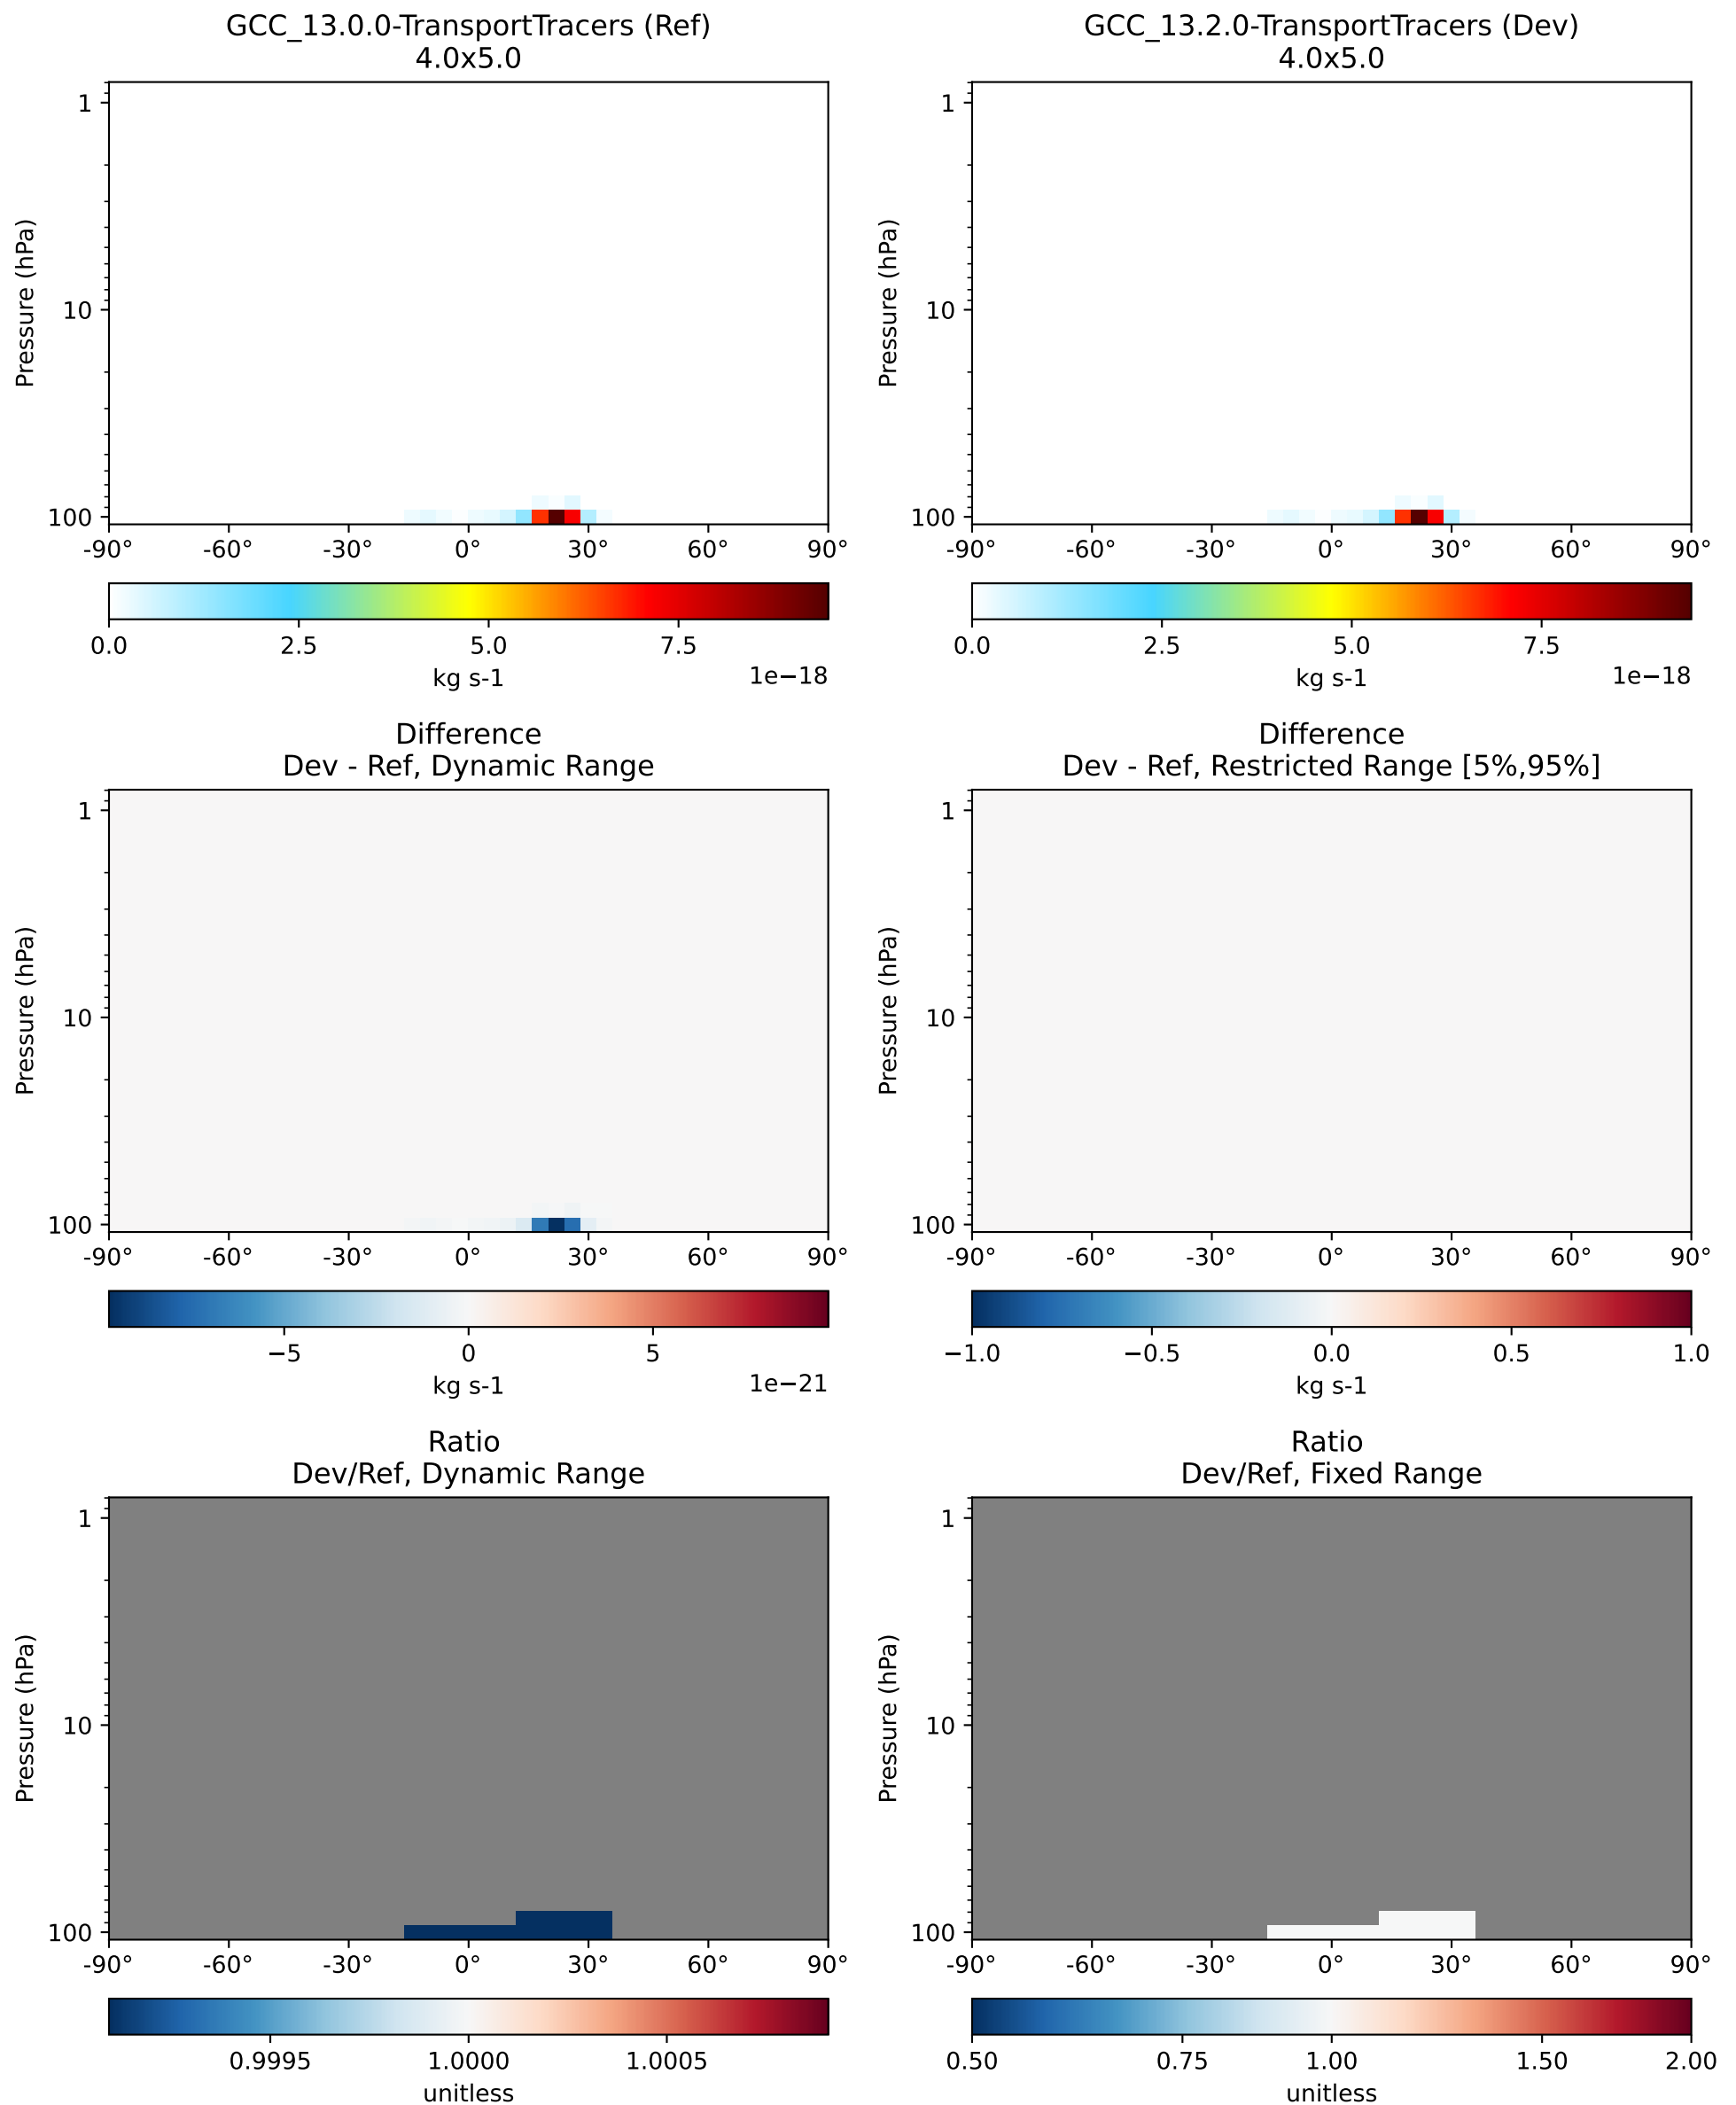 GCC_13.0.0-TransportTracers (Ref)
4.0x5.0
GCC_13.2.0-TransportTracers (Dev)
4.0x5.0
Pressure (hPa)
1
10
100
-90° -60° -30° 0° 30° 60° 90°
0.0 2.5 5.0 7.5
kg s-1
1e−18
Pressure (hPa)
1
10
100
-90° -60° -30° 0° 30° 60° 90°
0.0 2.5 5.0 7.5
kg s-1
1e−18
Difference
Dev - Ref, Dynamic Range
Pressure (hPa)
1
10
100
-90° -60° -30° 0° 30° 60° 90°
−5 0 5
kg s-1
1e−21
Difference
Dev - Ref, Restricted Range [5%,95%]
Pressure (hPa)
1
10
100
-90° -60° -30° 0° 30° 60° 90°
−1.0 −0.5 0.0 0.5 1.0
kg s-1
Ratio
Dev/Ref, Dynamic Range
Pressure (hPa)
1
10
100
-90° -60° -30° 0° 30° 60° 90°
0.9995 1.0000 1.0005
unitless
Ratio
Dev/Ref, Fixed Range
Pressure (hPa)
1
10
100
-90° -60° -30° 0° 30° 60° 90°
0.50 0.75 1.00 1.50 2.00
unitless